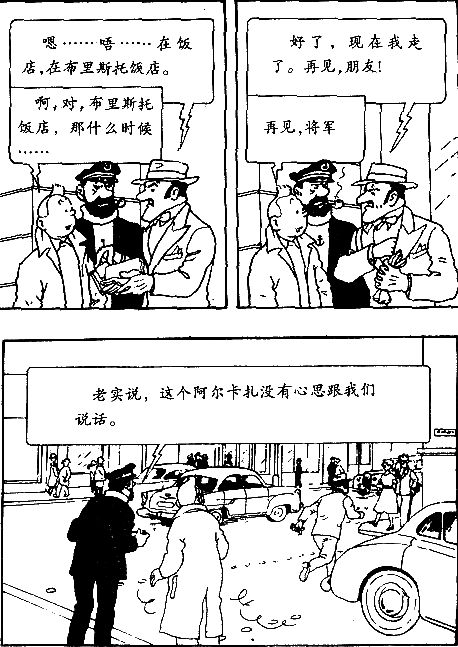 嗯……唔……在饭
店,在布里斯托饭店。
啊,对,布里斯托
饭店，那什么时候
……
好了，现在我走
了。再见,朋友!
再见,将军
老实说，这个阿尔卡扎没有心思跟我们
说话。